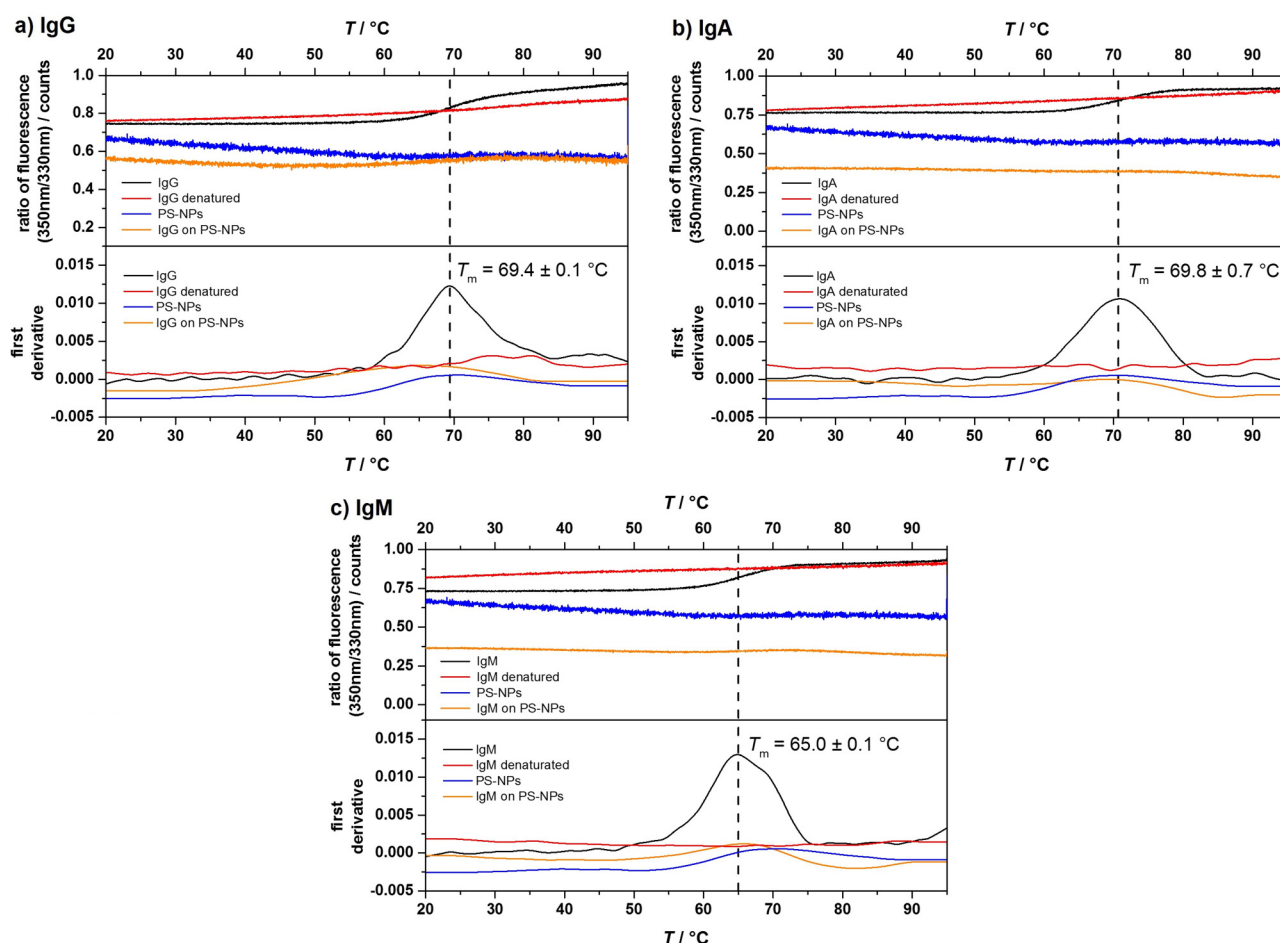 a) IgG
T / °C
20 30 40 50 60 70 80 90
ratio of fluorescence
(350nm/330nm) / counts
1.0
0.8
0.6
0.4
0.2
IgG
IgG denatured
PS-NPs
IgG on PS-NPs
first
derivative
0.015
0.010
0.005
0.000
-0.005
IgG
IgG denatured
PS-NPs
IgG on PS-NPs
Tm = 69.4 ± 0.1 °C
20 30 40 50 60 70 80 90
T / °C
b) IgA
T / °C
20 30 40 50 60 70 80 90
ratio of fluorescence
(350nm/330nm) / counts
1.00
0.75
0.50
0.25
0.00
IgA
IgA denatured
PS-NPs
IgA on PS-NPs
first
derivative
0.015
0.010
0.005
0.000
-0.005
IgA
IgA denaturated
PS-NPs
IgA on PS-NPs
Tm = 69.8 ± 0.7 °C
20 30 40 50 60 70 80 90
T / °C
c) IgM
T / °C
20 30 40 50 60 70 80 90
ratio of fluorescence
(350nm/330nm) / counts
1.00
0.75
0.50
0.25
0.00
IgM
IgM denatured
PS-NPs
IgM on PS-NPs
first
derivative
0.015
0.010
0.005
0.000
-0.005
IgM
IgM denaturated
PS-NPs
IgM on PS-NPs
Tm = 65.0 ± 0.1 °C
20 30 40 50 60 70 80 90
T / °C